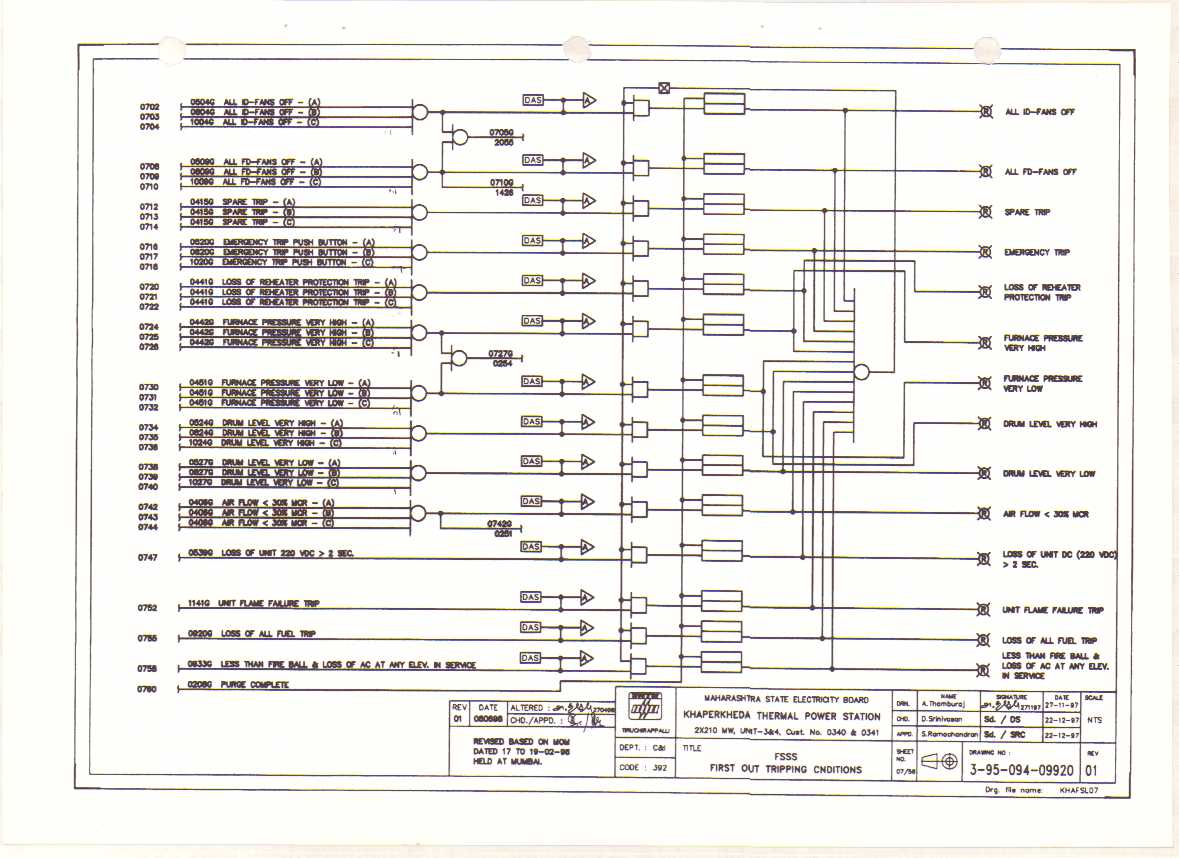 DAS A
0702 0504G ALL ID-FANS OFF - (A)
0703 0804G ALL ID-FANS OFF - (B)
0704 1004G ALL ID-FANS OFF - (C)
R ALL ID-FANS OFF
0705G
2055
DAS A
0708 0509G ALL FD-FANS OFF - (A)
0709 0809G ALL FD-FANS OFF - (B)
0710 1009G ALL FD-FANS OFF - (C)
R ALL FD-FANS OFF
0710G
1426
DAS A
0712 0415G SPARE TRIP - (A)
0713 0415G SPARE TRIP - (B)
0714 0415G SPARE TRIP - (C)
R SPARE TRIP
DAS A
0716 0520G EMERGENCY TRIP PUSH BUTTON - (A)
0717 0820G EMERGENCY TRIP PUSH BUTTON - (B)
0718 1020G EMERGENCY TRIP PUSH BUTTON - (C)
R EMERGENCY TRIP
DAS A
0720 0441G LOSS OF REHEATER PROTECTION TRIP - (A)
0721 0441G LOSS OF REHEATER PROTECTION TRIP - (B)
0722 0441G LOSS OF REHEATER PROTECTION TRIP - (C)
R LOSS OF REHEATER
PROTECTION TRIP
DAS A
0724 0442G FURNACE PRESSURE VERY HIGH - (A)
0725 0442G FURNACE PRESSURE VERY HIGH - (B)
0726 0442G FURNACE PRESSURE VERY HIGH - (C)
R FURNACE PRESSURE
VERY HIGH
0727G
0254
DAS A
0730 0451G FURNACE PRESSURE VERY LOW - (A)
0731 0451G FURNACE PRESSURE VERY LOW - (B)
0732 0451G FURNACE PRESSURE VERY LOW - (C)
R FURNACE PRESSURE
VERY LOW
DAS A
0734 0524G DRUM LEVEL VERY HIGH - (A)
0735 0824G DRUM LEVEL VERY HIGH - (B)
0736 1024G DRUM LEVEL VERY HIGH - (C)
R DRUM LEVEL VERY HIGH
DAS A
0738 0527G DRUM LEVEL VERY LOW - (A)
0739 0827G DRUM LEVEL VERY LOW - (B)
0740 1027G DRUM LEVEL VERY LOW - (C)
R DRUM LEVEL VERY LOW
DAS A
0742 0408G AIR FLOW < 30% MCR - (A)
0743 0408G AIR FLOW < 30% MCR - (B)
0744 0408G AIR FLOW < 30% MCR - (C)
R AIR FLOW < 30% MCR
0742G
0251
DAS A
0747 0539G LOSS OF UNIT 220 VDC > 2 SEC.
R LOSS OF UNIT DC (220 VDC)
> 2 SEC.
DAS A
0752 1141G UNIT FLAME FAILURE TRIP
R UNIT FLAME FAILURE TRIP
DAS A
0755 0920G LOSS OF ALL FUEL TRIP
R LOSS OF ALL FUEL TRIP
DAS A
0758 0933G LESS THAN FIRE BALL & LOSS OF AC AT ANY ELEV. IN SERVICE
R LESS THAN FIRE BALL &
LOSS OF AC AT ANY ELEV.
IN SERVICE
0760 0208G PURGE COMPLETE
REV DATE ALTERED : 270498
01 060698 CHD./APPD. :
REVISED BASED ON MOM
DATED 17 TO 19-02-98
HELD AT MUMBAI.
TIRUCHIRAPPALLI
DEPT. : C&I
CODE : 392
MAHARASHTRA STATE ELECTRICITY BOARD
KHAPERKHEDA THERMAL POWER STATION
2X210 MW, UNIT-3&4, Cust. No. 0340 & 0341
TITLE
FSSS
FIRST OUT TRIPPING CNDITIONS
NAME SIGNATURE DATE SCALE
DRN. A.Thamburaj 271197 27-11-97
CHD. D.Srinivasan Sd. / DS 22-12-97 NTS
APPD. S.Ramachandran Sd. / SRC 22-12-97
SHEET NO.
DRAWING NO :
REV
3-95-094-09920 01
Drg. file name: KHAFSL07